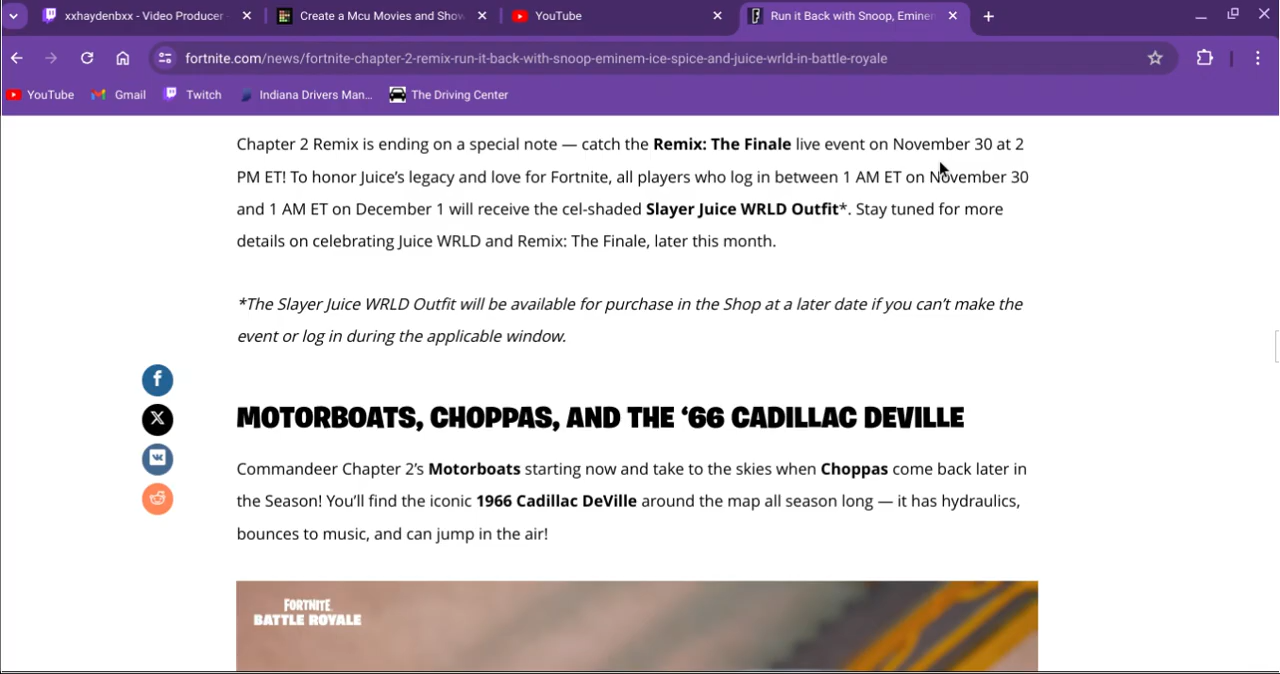 xxhaydenbxx - Video Producer
Create a Mcu Movies and Show
YouTube
Run it Back with Snoop, Eminem
fortnite.com/news/fortnite-chapter-2-remix-run-it-back-with-snoop-eminem-ice-spice-and-juice-wrld-in-battle-royale
YouTube
Gmail
Twitch
Indiana Drivers Man...
The Driving Center
Chapter 2 Remix is ending on a special note — catch the Remix: The Finale live event on November 30 at 2
PM ET! To honor Juice’s legacy and love for Fortnite, all players who log in between 1 AM ET on November 30
and 1 AM ET on December 1 will receive the cel-shaded Slayer Juice WRLD Outfit*. Stay tuned for more
details on celebrating Juice WRLD and Remix: The Finale, later this month.
*The Slayer Juice WRLD Outfit will be available for purchase in the Shop at a later date if you can’t make the
event or log in during the applicable window.
MOTORBOATS, CHOPPAS, AND THE ‘66 CADILLAC DEVILLE
Commandeer Chapter 2’s Motorboats starting now and take to the skies when Choppas come back later in
the Season! You’ll find the iconic 1966 Cadillac DeVille around the map all season long — it has hydraulics,
bounces to music, and can jump in the air!
FORTNITE
BATTLE ROYALE